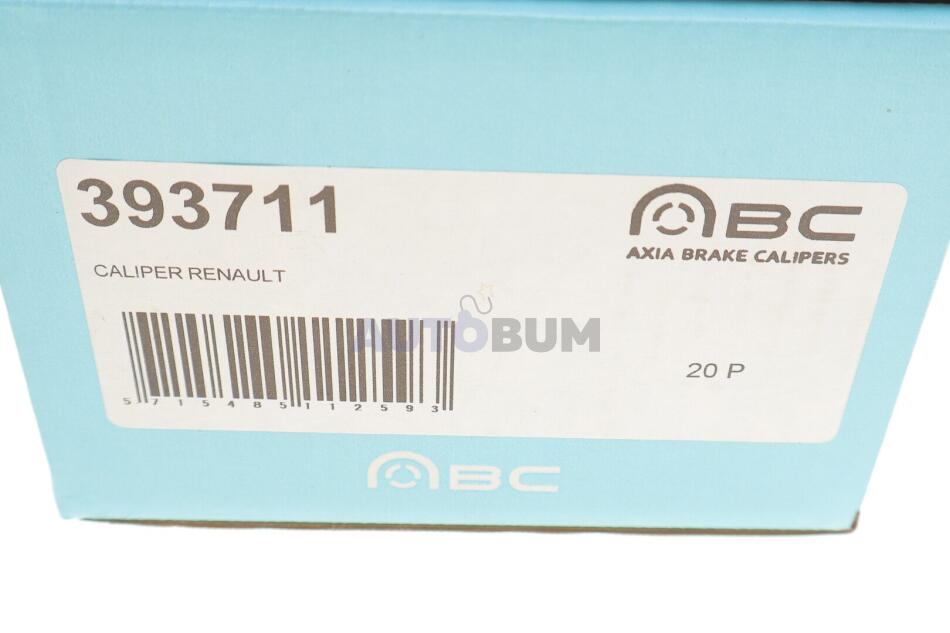 393711
ABC
AXIA BRAKE CALIPERS
CALIPER RENAULT
AUTOBUM
20 P
5715485112593
ABC